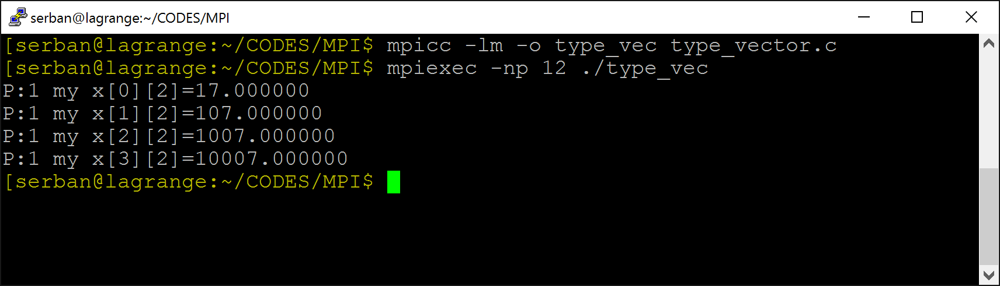 serban@lagrange:~/CODES/MPI
[serban@lagrange:~/CODES/MPI$ mpicc -lm -o type_vec type_vector.c
[serban@lagrange:~/CODES/MPI$ mpiexec -np 12 ./type_vec
P:1 my x[0][2]=17.000000
P:1 my x[1][2]=107.000000
P:1 my x[2][2]=1007.000000
P:1 my x[3][2]=10007.000000
[serban@lagrange:~/CODES/MPI$